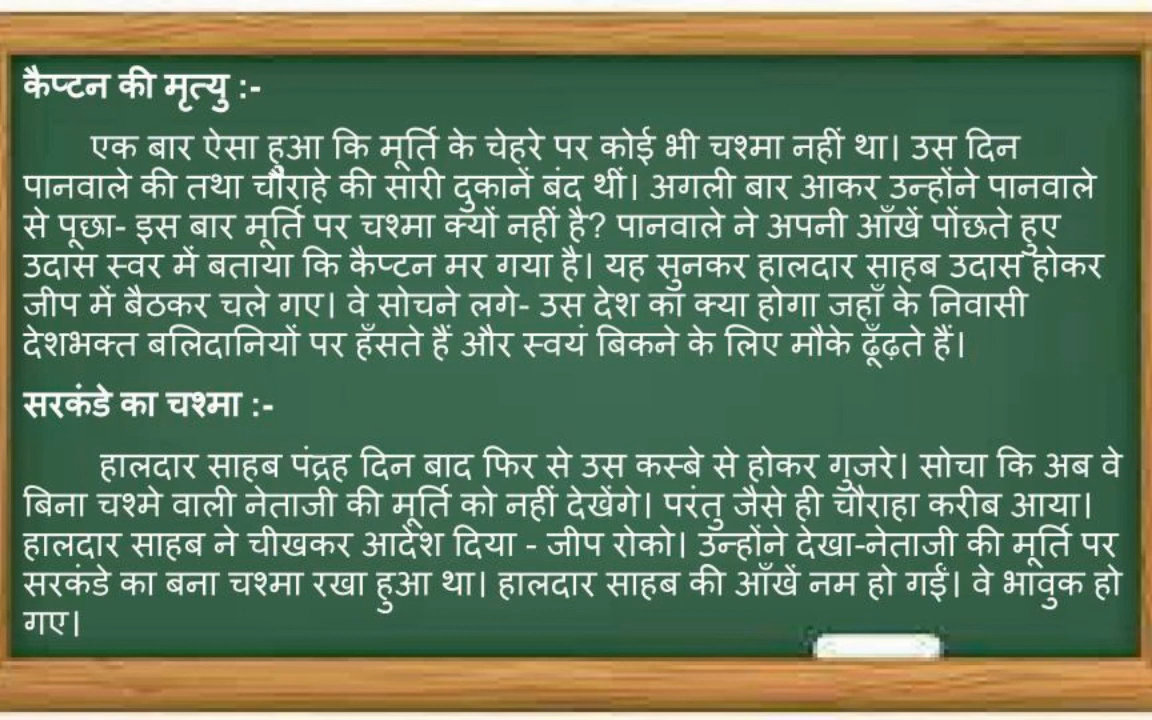 कैप्टन की मृत्यु :-
एक बार ऐसा हुआ कि मूर्ति के चेहरे पर कोई भी चश्मा नहीं था। उस दिन
पानवाले की तथा चौराहे की सारी दुकानें बंद थीं। अगली बार आकर उन्होंने पानवाले
से पूछा- इस बार मूर्ति पर चश्मा क्यों नहीं है? पानवाले ने अपनी आँखें पोंछते हुए
उदास स्वर में बताया कि कैप्टन मर गया है। यह सुनकर हालदार साहब उदास होकर
जीप में बैठकर चले गए। वे सोचने लगे- उस देश का क्या होगा जहाँ के निवासी
देशभक्त बलिदानियों पर हँसते हैं और स्वयं बिकने के लिए मौके ढूँढ़ते हैं।
सरकंडे का चश्मा :-
हालदार साहब पंद्रह दिन बाद फिर से उस कस्बे से होकर गुजरे। सोचा कि अब वे
बिना चश्मे वाली नेताजी की मूर्ति को नहीं देखेंगे। परंतु जैसे ही चौराहा करीब आया।
हालदार साहब ने चीखकर आदेश दिया - जीप रोको। उन्होंने देखा-नेताजी की मूर्ति पर
सरकंडे का बना चश्मा रखा हुआ था। हालदार साहब की आँखें नम हो गईं। वे भावुक हो
गए।